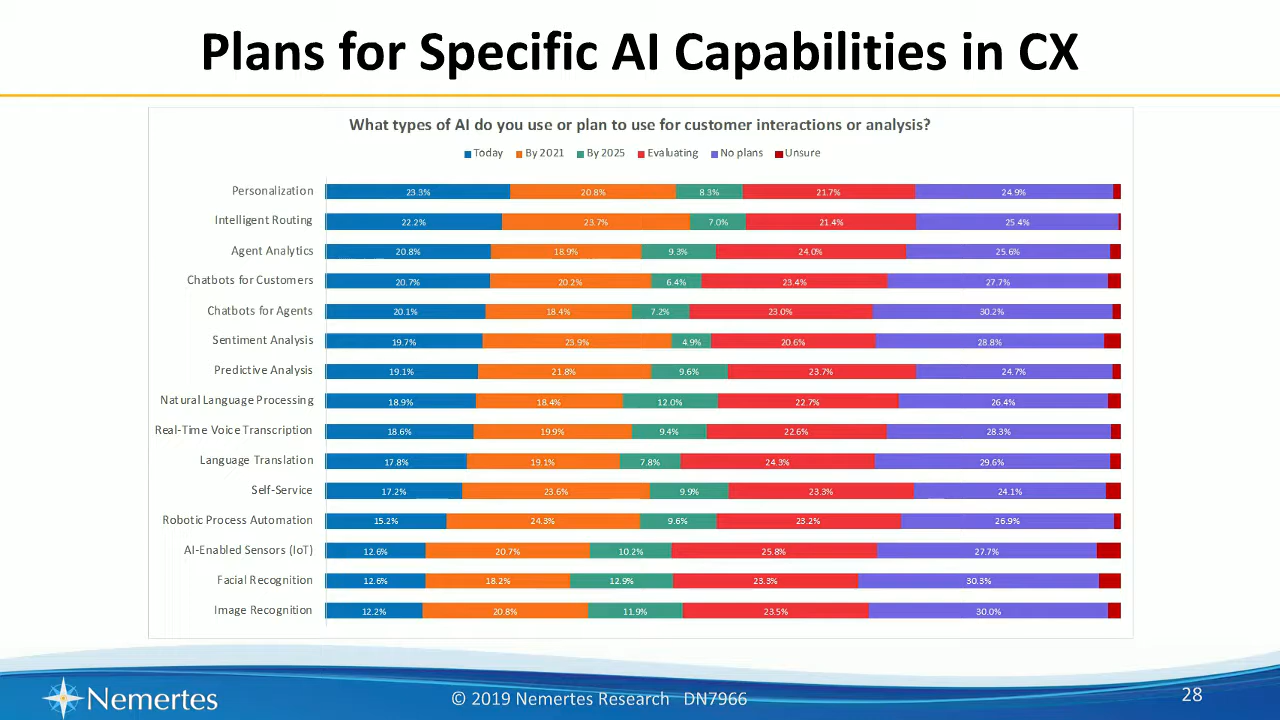 Plans for Specific AI Capabilities in CX
What types of AI do you use or plan to use for customer interactions or analysis?
Today By 2021 By 2025 Evaluating No plans Unsure
Personalization 23.3% 20.8% 8.3% 21.7% 24.9%
Intelligent Routing 22.2% 23.7% 7.0% 21.4% 25.4%
Agent Analytics 20.8% 18.9% 9.3% 24.0% 25.6%
Chatbots for Customers 20.7% 20.2% 6.4% 23.4% 27.7%
Chatbots for Agents 20.1% 18.4% 7.2% 23.0% 30.2%
Sentiment Analysis 19.7% 23.9% 4.9% 20.6% 28.8%
Predictive Analysis 19.1% 21.8% 9.6% 23.7% 24.7%
Natural Language Processing 18.9% 18.4% 12.0% 22.7% 26.4%
Real-Time Voice Transcription 18.6% 19.9% 9.4% 22.6% 28.3%
Language Translation 17.8% 19.1% 7.8% 24.3% 29.6%
Self-Service 17.2% 23.6% 9.9% 23.3% 24.1%
Robotic Process Automation 15.2% 24.3% 9.6% 23.2% 26.9%
AI-Enabled Sensors (IoT) 12.6% 20.7% 10.2% 25.8% 27.7%
Facial Recognition 12.6% 18.2% 12.9% 23.3% 30.3%
Image Recognition 12.2% 20.8% 11.9% 23.5% 30.0%
Nemertes © 2019 Nemertes Research DN7966 28